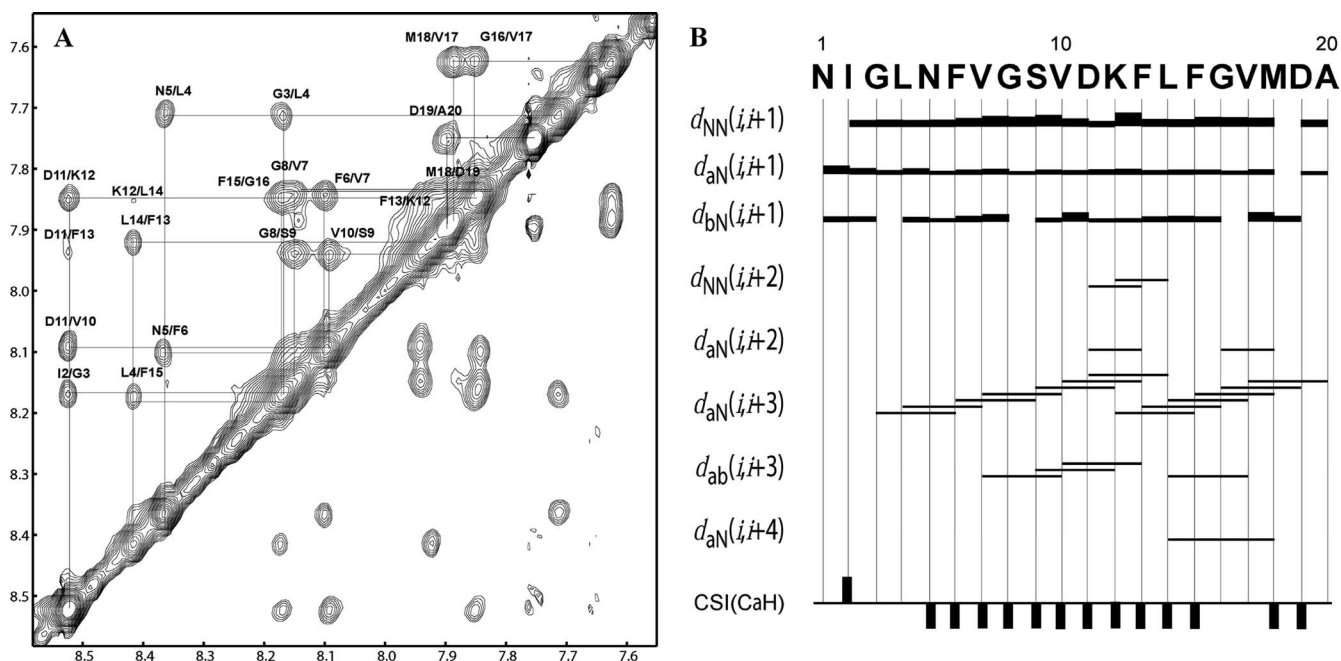 A
7.6
7.7
7.8
7.9
8.0
8.1
8.2
8.3
8.4
8.5
M18/V17 G16/V17
N5/L4 G3/L4
D19/A20
G8/V7
D11/K12 K12/L14 F15/G16 F6/V7 M18/D19
F13/K12
D11/F13 L14/F13 G8/S9 V10/S9
D11/V10 N5/F6
I2/G3 L4/F15
8.5 8.4 8.3 8.2 8.1 8.0 7.9 7.8 7.7 7.6
B
1 10 20
N I G L N F V G S V D K F L F G V M D A
dNN(i,i+1)
daN(i,i+1)
dbN(i,i+1)
dNN(i,i+2)
daN(i,i+2)
daN(i,i+3)
dab(i,i+3)
daN(i,i+4)
CSI(CaH)